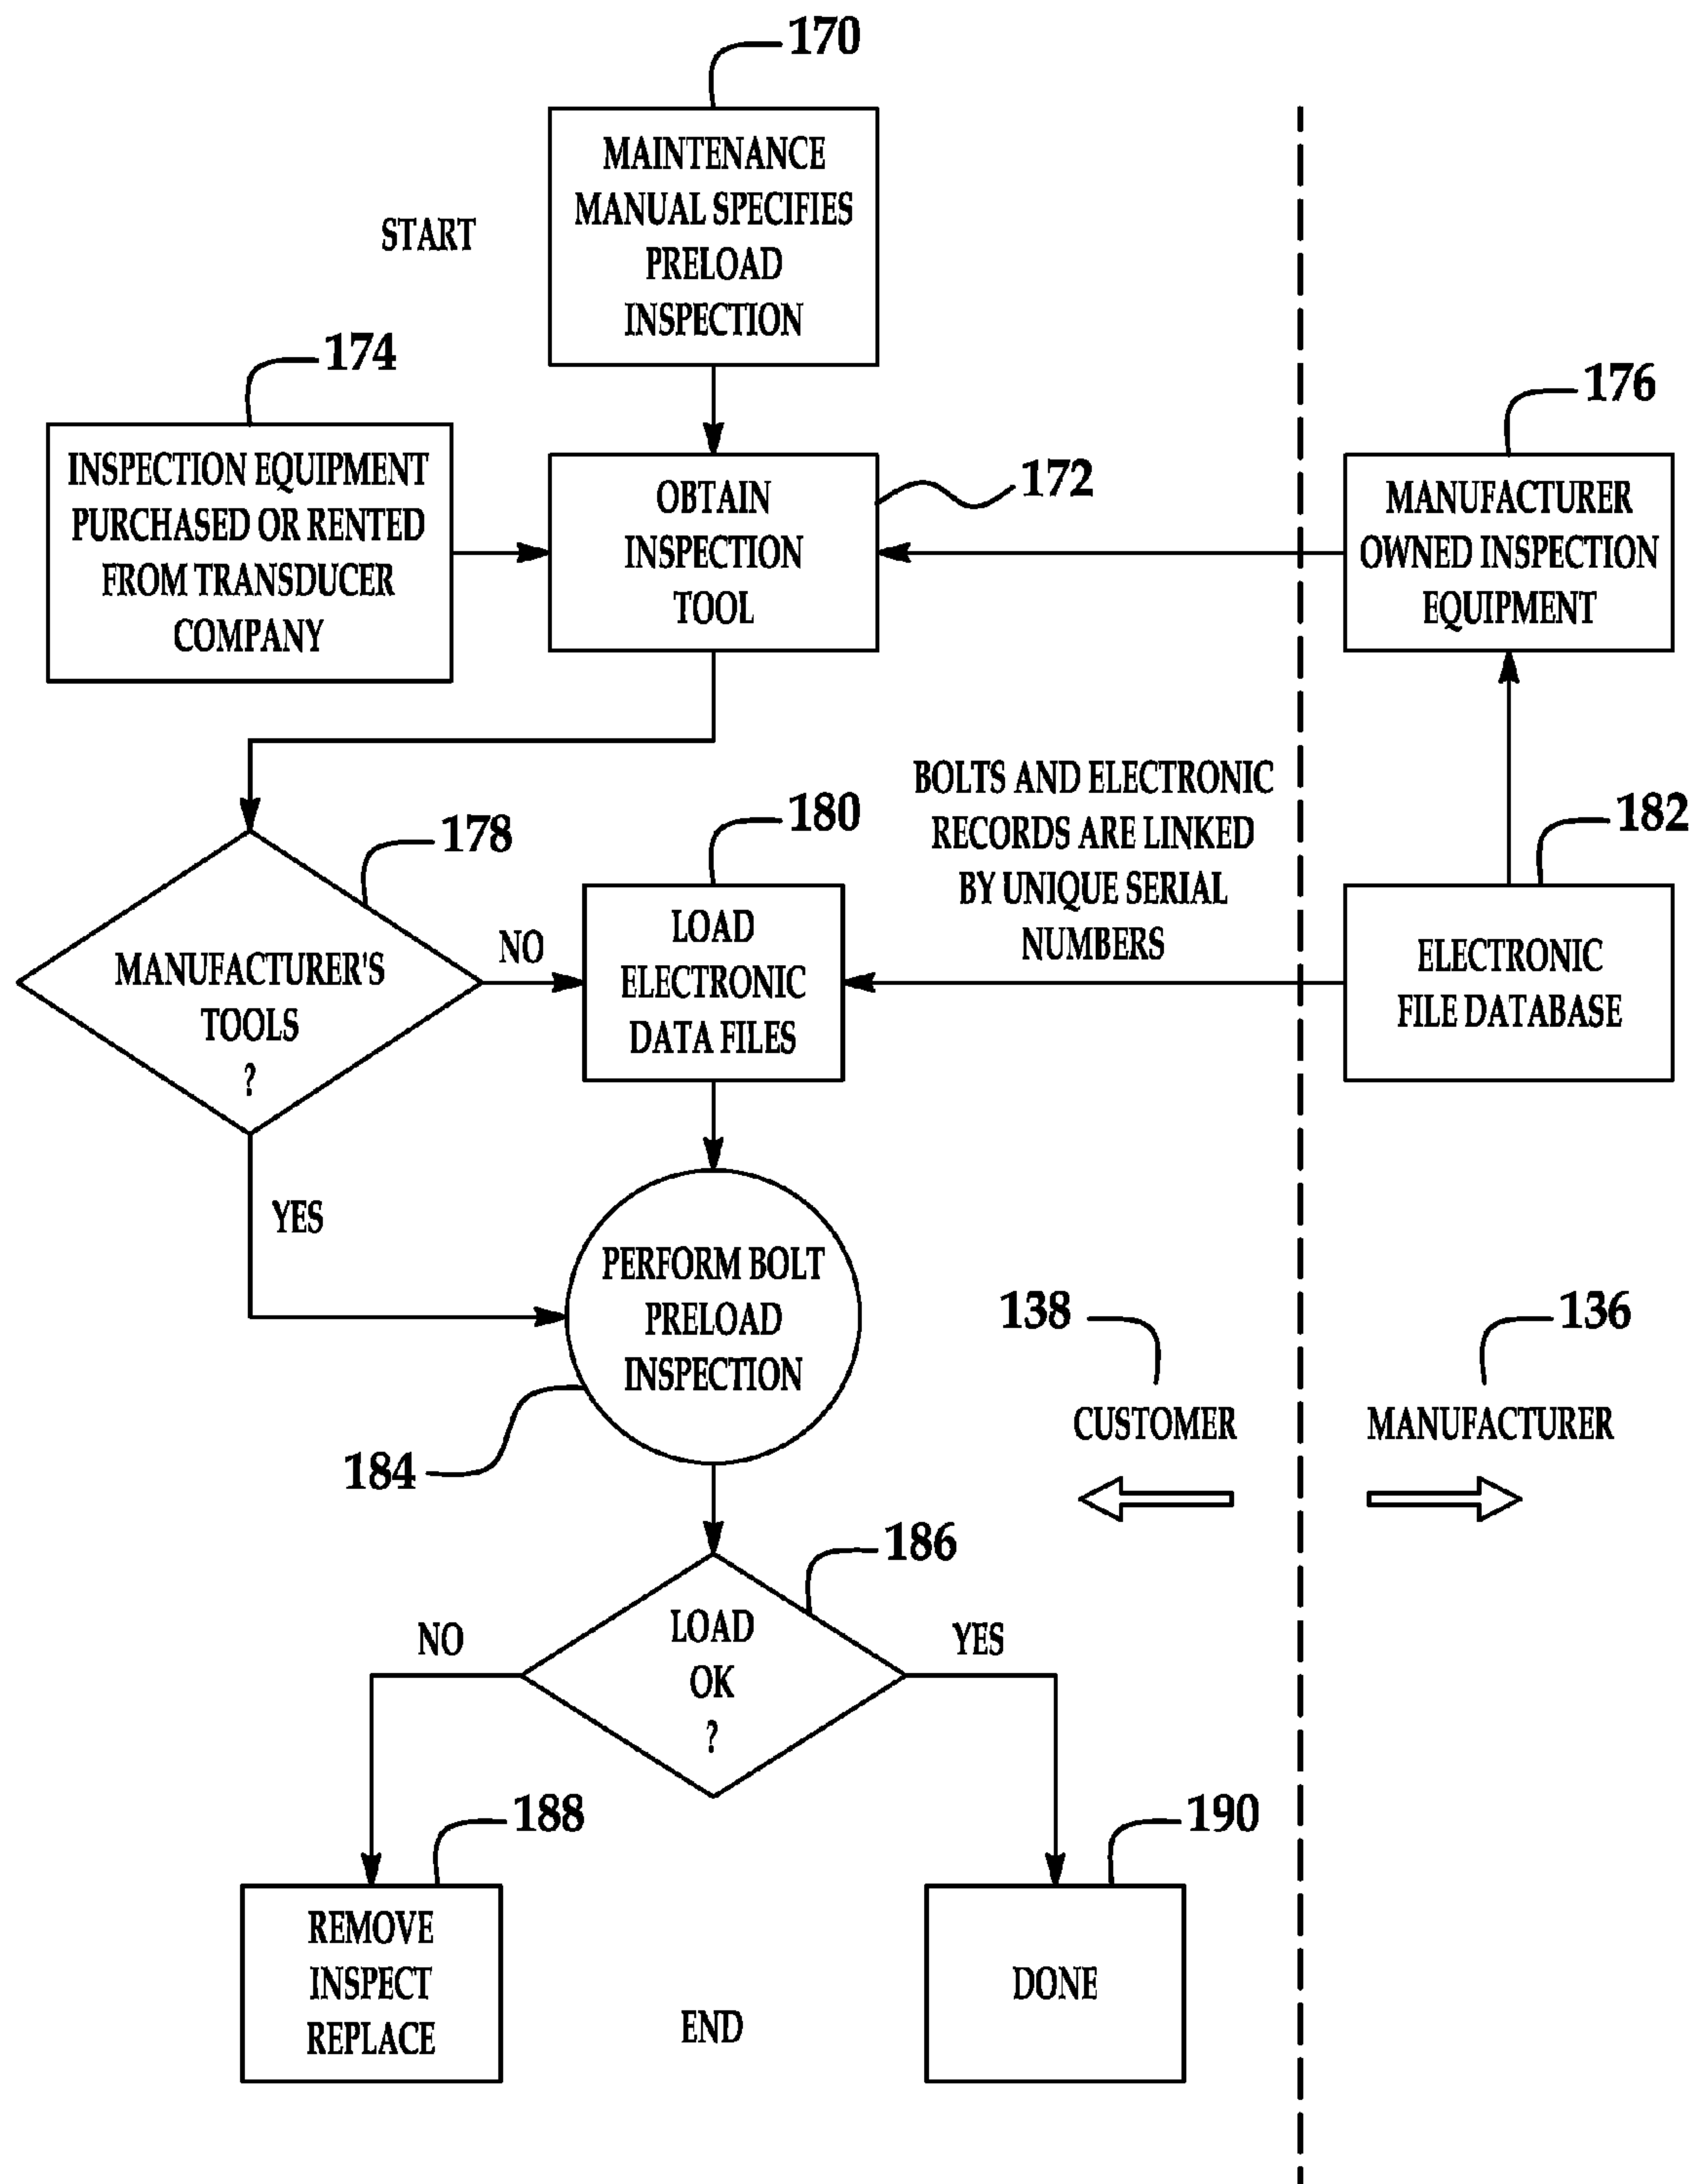 170
MAINTENANCE
MANUAL SPECIFIES
PRELOAD
INSPECTION
START
174
INSPECTION EQUIPMENT
PURCHASED OR RENTED
FROM TRANSDUCER
COMPANY
OBTAIN
INSPECTION
TOOL
172
176
MANUFACTURER
OWNED INSPECTION
EQUIPMENT
178
MANUFACTURER'S
TOOLS
?
NO
YES
180
LOAD
ELECTRONIC
DATA FILES
BOLTS AND ELECTRONIC
RECORDS ARE LINKED
BY UNIQUE SERIAL
NUMBERS
182
ELECTRONIC
FILE DATABASE
PERFORM BOLT
PRELOAD
INSPECTION
184
138
CUSTOMER
136
MANUFACTURER
186
LOAD
OK
?
NO
YES
188
REMOVE
INSPECT
REPLACE
END
190
DONE